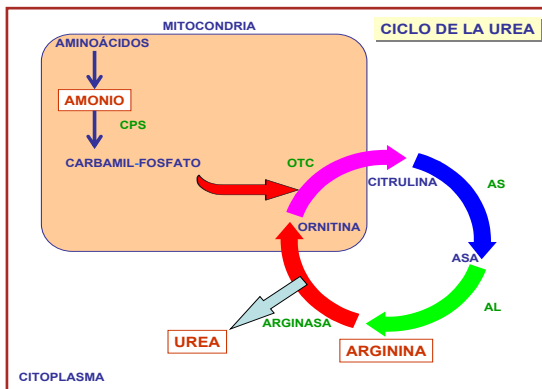 MITOCONDRIA
CICLO DE LA UREA
AMINOÁCIDOS
AMONIO
CPS
CARBAMIL-FOSFATO
OTC
CITRULINA
AS
ORNITINA
ASA
AL
ARGINASA
UREA
ARGININA
CITOPLASMA